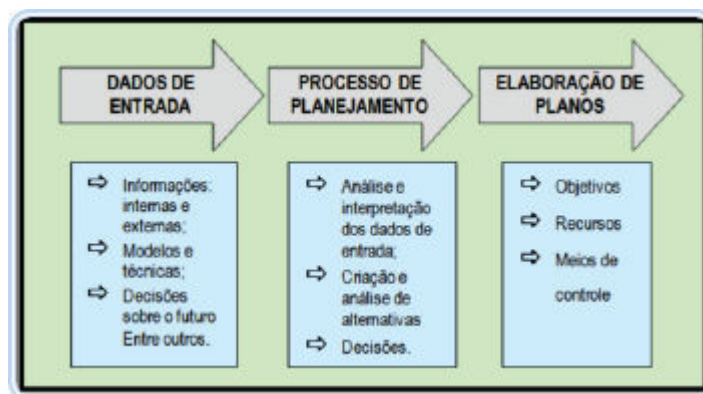 DADOS DE
ENTRADA
PROCESSO DE
PLANEJAMENTO
ELABORAÇÃO DE
PLANOS
Informações:
internas e
externas;
Modelos e
técnicas;
Decisões
sobre o futuro
Entre outros.
Análise e
interpretação
dos dados de
entrada;
Criação e
análise de
alternativas
Decisões.
Objetivos
Recursos
Meios de
controle